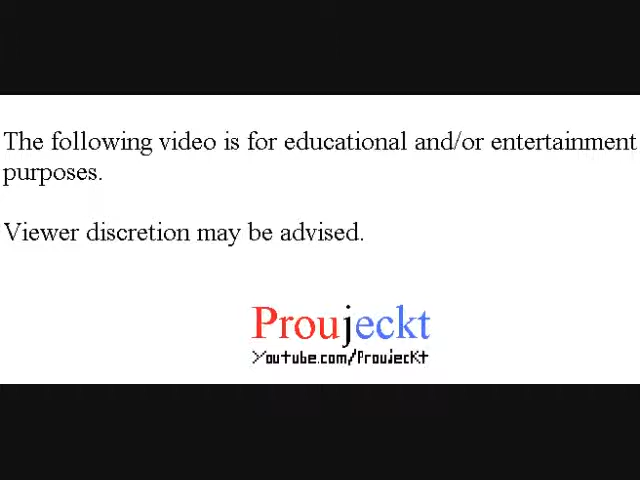 The following video is for educational and/or entertainment
purposes.
Viewer discretion may be advised.
Proujeckt
Youtube.com/ProujecKt